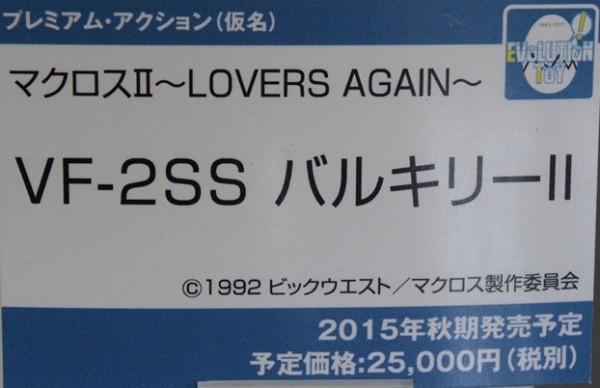 プレミアム・アクション(仮名)
EVOLUTION
TOY
マクロスII～LOVERS AGAIN～
VF-2SS バルキリーII
©1992 ビックウエスト／マクロス製作委員会
2015年秋期発売予定
予定価格:25,000円(税別)